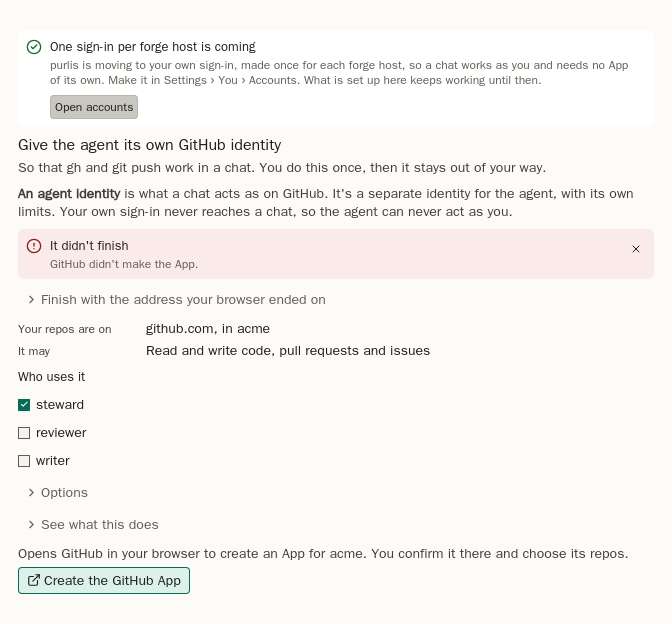 One sign-in per forge host is coming
purlis is moving to your own sign-in, made once for each forge host, so a chat works as you and needs no App
of its own. Make it in Settings › You › Accounts. What is set up here keeps working until then.
Open accounts
Give the agent its own GitHub identity
So that gh and git push work in a chat. You do this once, then it stays out of your way.
An agent identity is what a chat acts as on GitHub. It's a separate identity for the agent, with its own
limits. Your own sign-in never reaches a chat, so the agent can never act as you.
It didn't finish
GitHub didn't make the App.
Finish with the address your browser ended on
Your repos are on github.com, in acme
It may Read and write code, pull requests and issues
Who uses it
steward
reviewer
writer
Options
See what this does
Opens GitHub in your browser to create an App for acme. You confirm it there and choose its repos.
Create the GitHub App